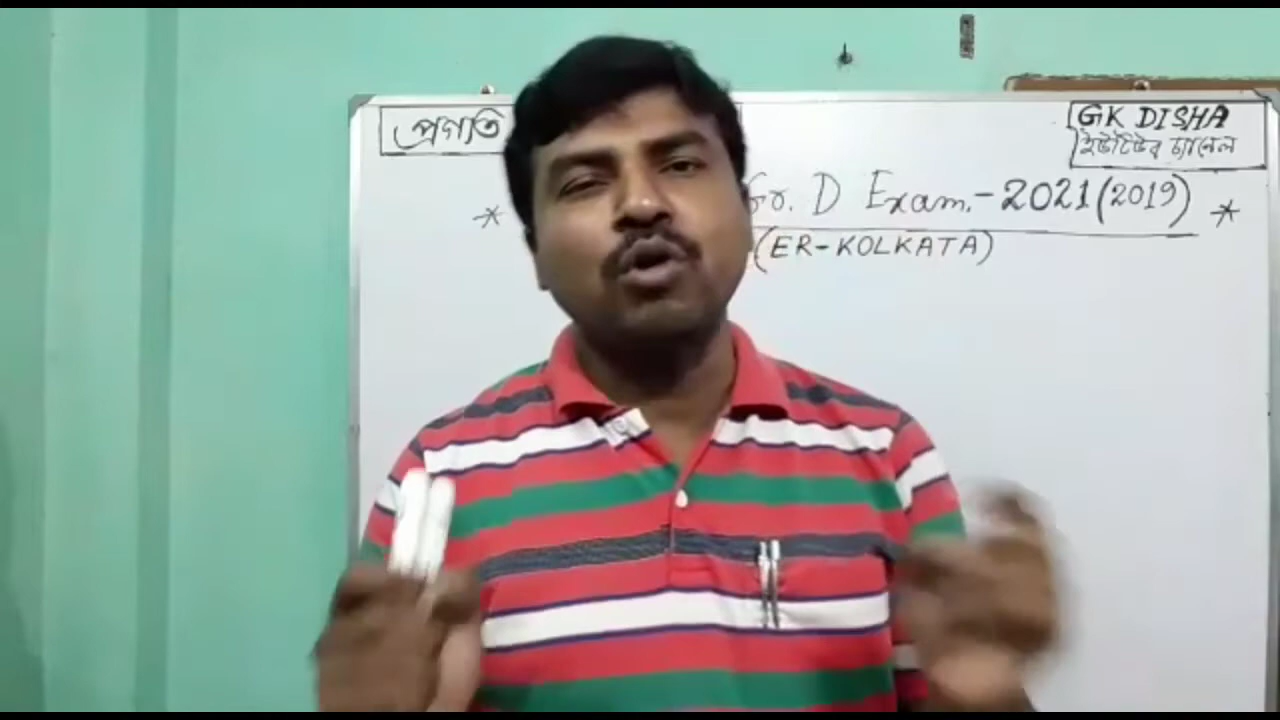 প্রগতি
GK DISHA
ইউটিউব চ্যানেল
* Gr. D Exam.-2021(2019) *
(ER-KOLKATA)